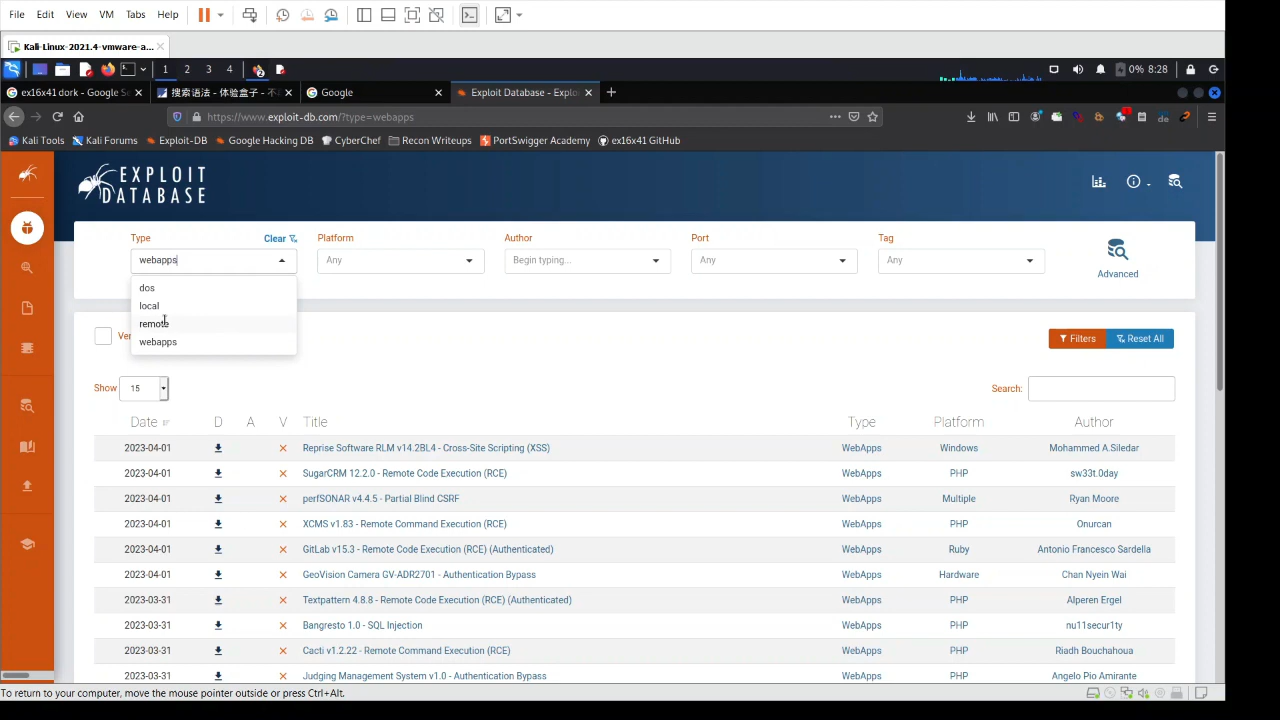 File Edit View VM Tabs Help
Kali-Linux-2021.4-vmware-a...
1 2 3 4 0% 8:28
ex16x41 dork - Google Se 搜索语法 - 体验盒子 - 不 Google Exploit Database - Explo
https://www.exploit-db.com/?type=webapps
Kali Tools Kali Forums Exploit-DB Google Hacking DB CyberChef Recon Writeups PortSwigger Academy ex16x41 GitHub
EXPLOIT
DATABASE
Type Clear Platform Author Port Tag
webapps Any Begin typing... Any Any
Advanced
dos
local
remote
webapps
Ver
Filters Reset All
Show 15 Search:
Date D A V Title Type Platform Author
2023-04-01 Reprise Software RLM v14.2BL4 - Cross-Site Scripting (XSS) WebApps Windows Mohammed A.Siledar
2023-04-01 SugarCRM 12.2.0 - Remote Code Execution (RCE) WebApps PHP sw33t.0day
2023-04-01 perfSONAR v4.4.5 - Partial Blind CSRF WebApps Multiple Ryan Moore
2023-04-01 XCMS v1.83 - Remote Command Execution (RCE) WebApps PHP Onurcan
2023-04-01 GitLab v15.3 - Remote Code Execution (RCE) (Authenticated) WebApps Ruby Antonio Francesco Sardella
2023-04-01 GeoVision Camera GV-ADR2701 - Authentication Bypass WebApps Hardware Chan Nyein Wai
2023-03-31 Textpattern 4.8.8 - Remote Code Execution (RCE) (Authenticated) WebApps PHP Alperen Ergel
2023-03-31 Bangresto 1.0 - SQL Injection WebApps PHP nu11secur1ty
2023-03-31 Cacti v1.2.22 - Remote Command Execution (RCE) WebApps PHP Riadh Bouchahoua
2023-03-31 Judging Management System v1.0 - Authentication Bypass WebApps PHP Angelo Pio Amirante
To return to your computer, move the mouse pointer outside or press Ctrl+Alt.